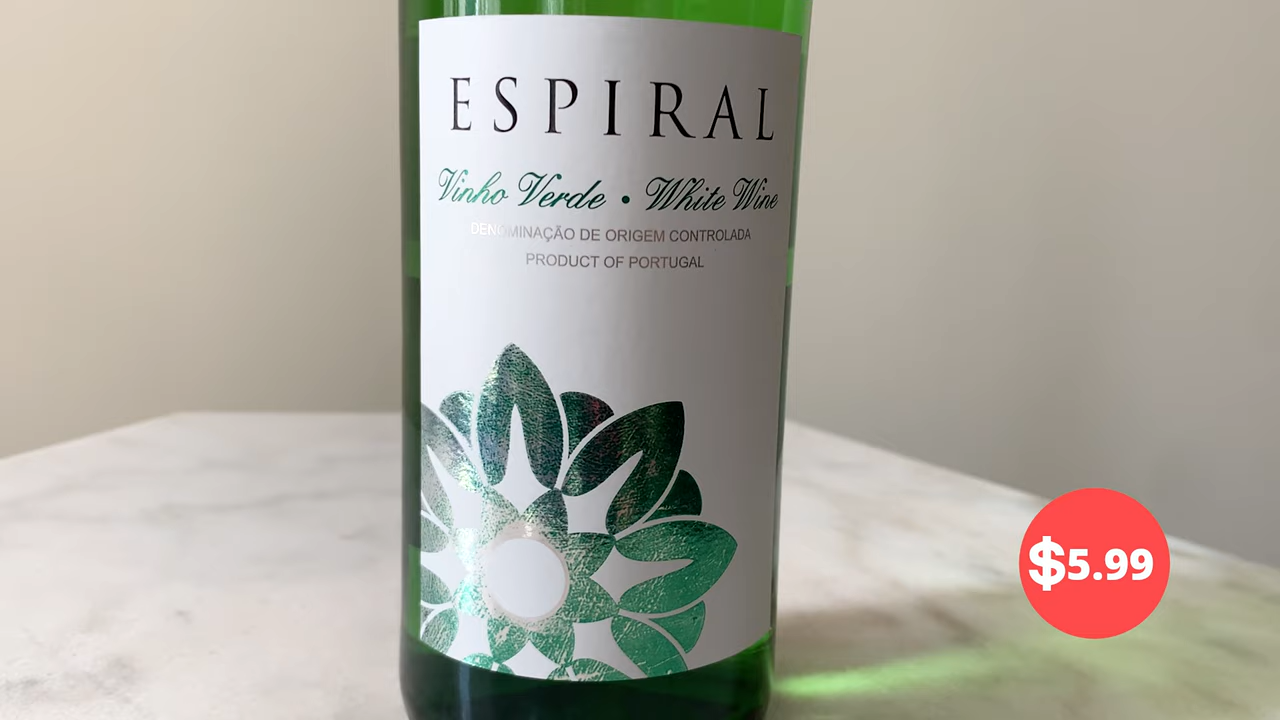 ESPIRAL
Vinho Verde • White Wine
DENOMINAÇÃO DE ORIGEM CONTROLADA
PRODUCT OF PORTUGAL
$5.99